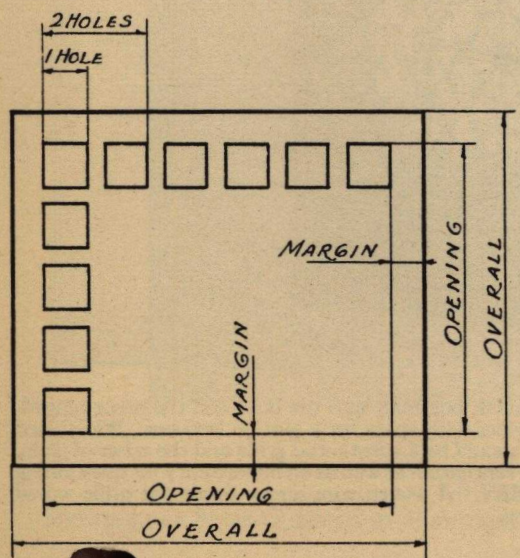 2 HOLES
1 HOLE
MARGIN
OPENING
OVERALL
MARGIN
OPENING
OVERALL